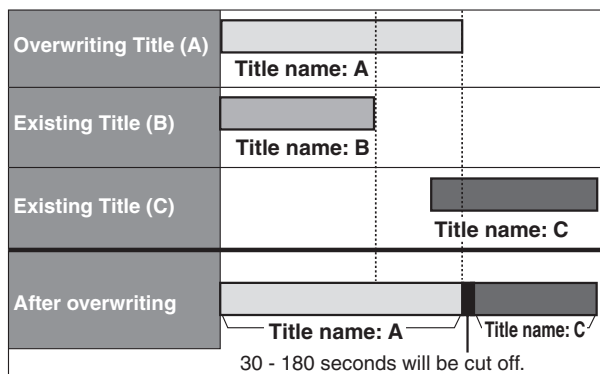 Overwriting Title (A)
Title name: A
Existing Title (B)
Title name: B
Existing Title (C)
Title name: C
After overwriting
Title name: A
Title name: C
30 - 180 seconds will be cut off.